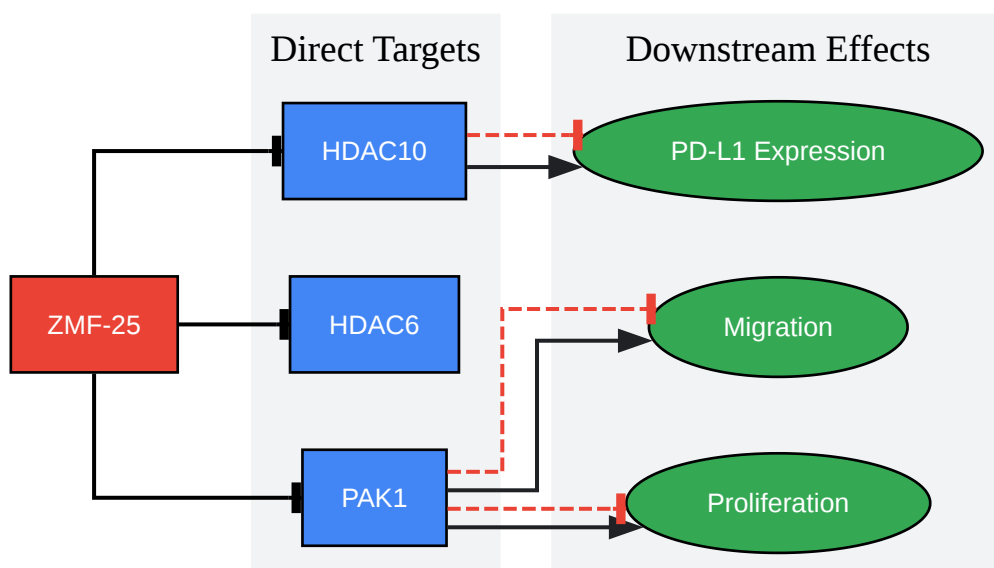 Direct Targets
Downstream Effects
HDAC10
PD-L1 Expression
ZMF-25
HDAC6
Migration
PAK1
Proliferation